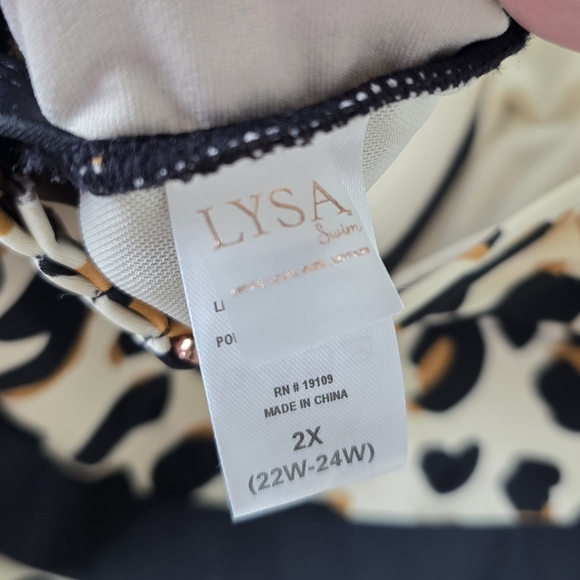 LYSA
Swim
RN # 19109
MADE IN CHINA
2X
(22W-24W)